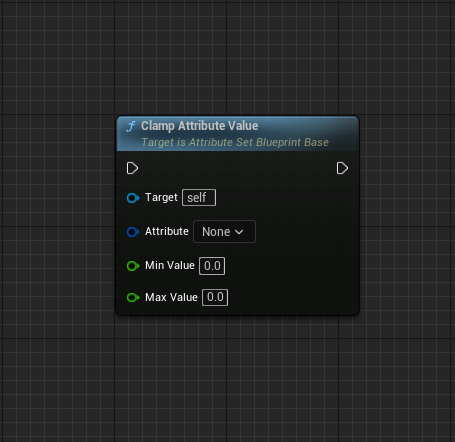 f Clamp Attribute Value
Target is Attribute Set Blueprint Base
Target self
Attribute None
Min Value 0.0
Max Value 0.0